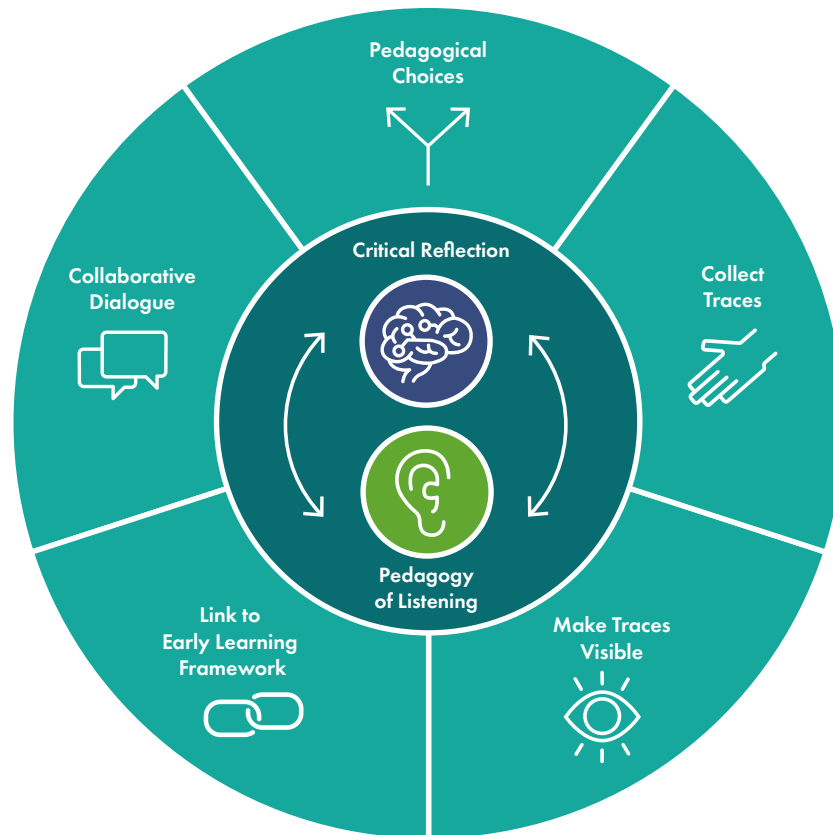 Pedagogical
Choices
Critical Reflection
Collaborative
Dialogue
Collect
Traces
Pedagogy
of Listening
Link to
Early Learning
Framework
Make Traces
Visible